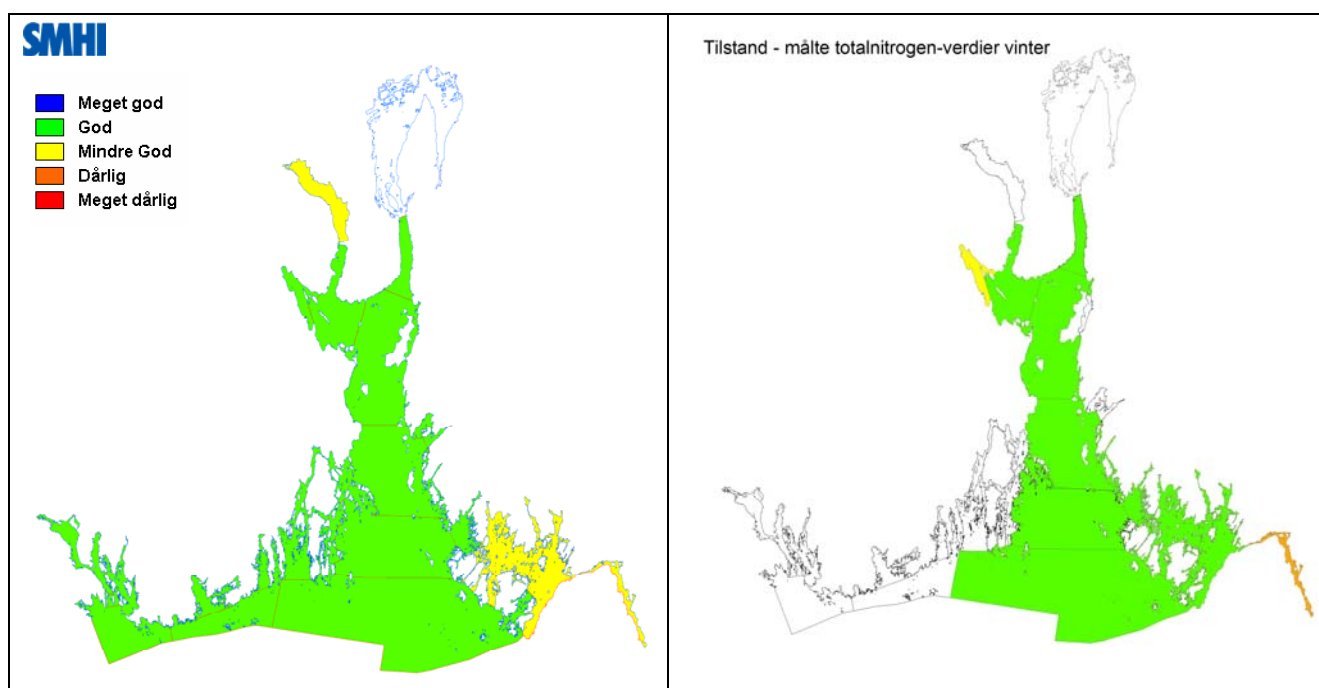 SMHI
Meget god
God
Mindre God
Dårlig
Meget dårlig
Tilstand - målte totalnitrogen-verdier vinter